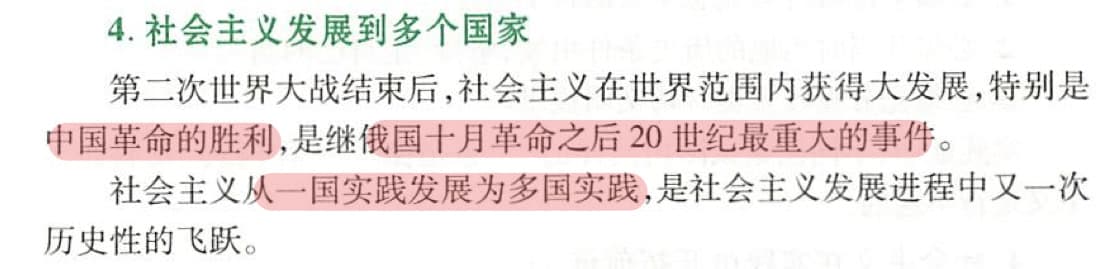 4. 社会主义发展到多个国家
第二次世界大战结束后,社会主义在世界范围内获得大发展,特别是
中国革命的胜利,是继俄国十月革命之后 20 世纪最重大的事件。
社会主义从一国实践发展为多国实践,是社会主义发展进程中又一次
历史性的飞跃。